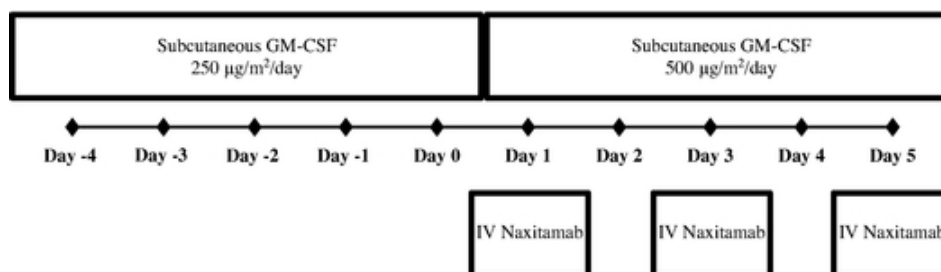 Subcutaneous GM-CSF
250 µg/m²/day
Subcutaneous GM-CSF
500 µg/m²/day
Day -4 Day -3 Day -2 Day -1 Day 0 Day 1 Day 2 Day 3 Day 4 Day 5
IV Naxitamab IV Naxitamab IV Naxitamab